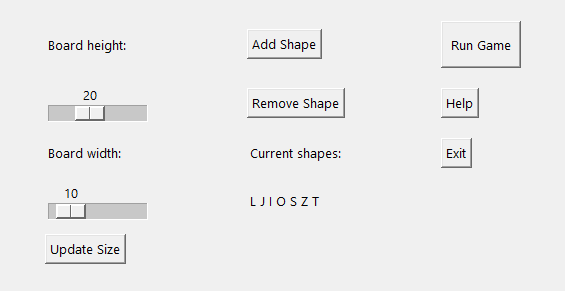 Board height:
20
Board width:
10
Update Size
Add Shape
Remove Shape
Current shapes:
L J I O S Z T
Run Game
Help
Exit